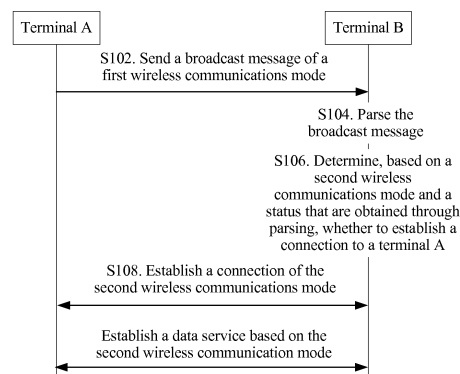 Terminal A
Terminal B
S102. Send a broadcast message of a
first wireless communications mode
S104. Parse the
broadcast message
S106. Determine, based on a
second wireless
communications mode and a
status that are obtained through
parsing, whether to establish a
connection to a terminal A
S108. Establish a connection of the
second wireless communications mode
Establish a data service based on the
second wireless communication mode